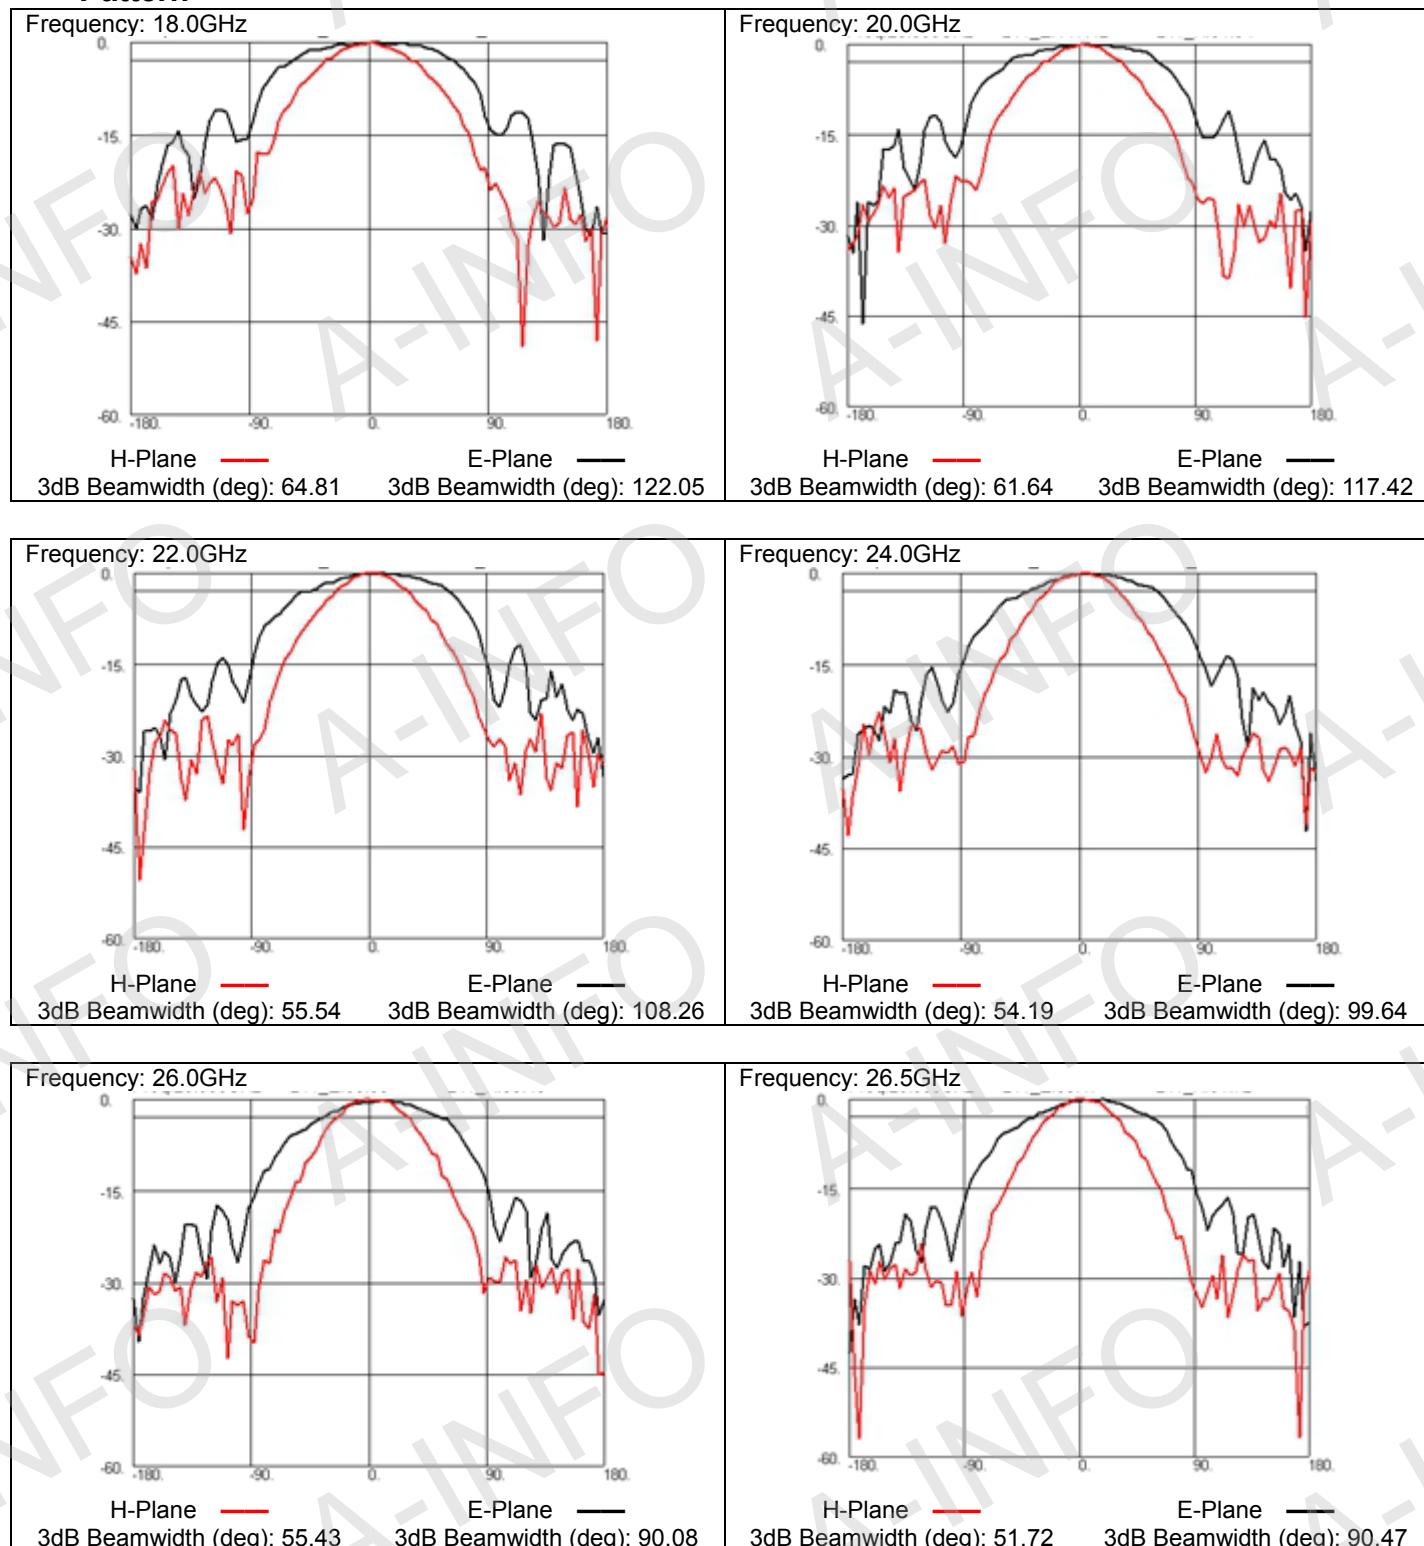 Pattern
Frequency: 18.0GHz
0.
-15.
-30.
-45.
-60.
-180. -90. 0. 90. 180.
H-Plane E-Plane
3dB Beamwidth (deg): 64.81 3dB Beamwidth (deg): 122.05
Frequency: 20.0GHz
0.
-15.
-30.
-45.
-60.
-180. -90. 0. 90. 180.
H-Plane E-Plane
3dB Beamwidth (deg): 61.64 3dB Beamwidth (deg): 117.42
Frequency: 22.0GHz
0.
-15.
-30.
-45.
-60.
-180. -90. 0. 90. 180.
H-Plane E-Plane
3dB Beamwidth (deg): 55.54 3dB Beamwidth (deg): 108.26
Frequency: 24.0GHz
0.
-15.
-30.
-45.
-60.
-180. -90. 0. 90. 180.
H-Plane E-Plane
3dB Beamwidth (deg): 54.19 3dB Beamwidth (deg): 99.64
Frequency: 26.0GHz
0.
-15.
-30.
-45.
-60.
-180. -90. 0. 90. 180.
H-Plane E-Plane
3dB Beamwidth (deg): 55.43 3dB Beamwidth (deg): 90.08
Frequency: 26.5GHz
0.
-15.
-30.
-45.
-60.
-180. -90. 0. 90. 180.
H-Plane E-Plane
3dB Beamwidth (deg): 51.72 3dB Beamwidth (deg): 90.47
A-INFO